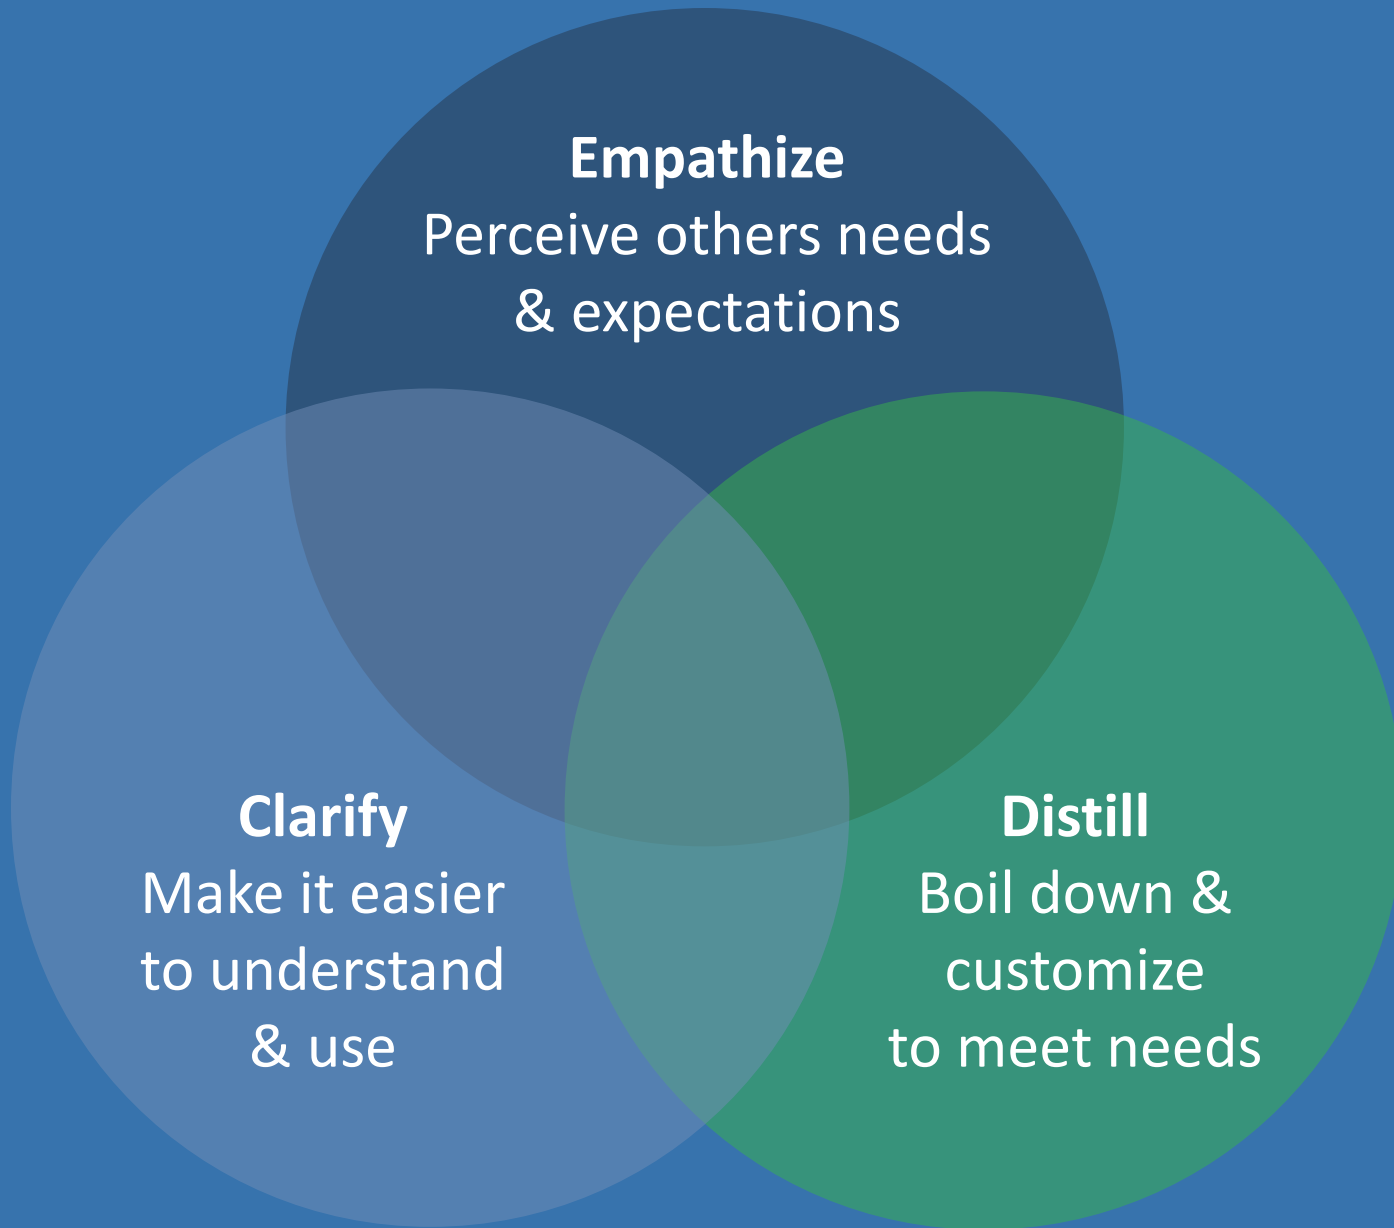 Empathize
Perceive others needs
& expectations
Clarify
Make it easier
to understand
& use
Distill
Boil down &
customize
to meet needs